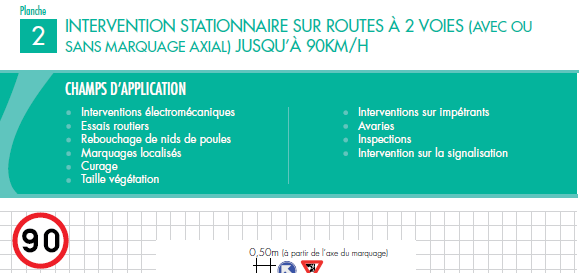 Planche
2
INTERVENTION STATIONNAIRE SUR ROUTES À 2 VOIES (AVEC OU
SANS MARQUAGE AXIAL) JUSQU'À 90KM/H
CHAMPS D'APPLICATION
Interventions électromécaniques
Essais routiers
Rebouchage de nids de poules
Marquages localisés
Curage
Taille végétation
Interventions sur impétrants
Avaries
Inspections
Intervention sur la signalisation
90
0,50m (à partir de l'axe du marquage)